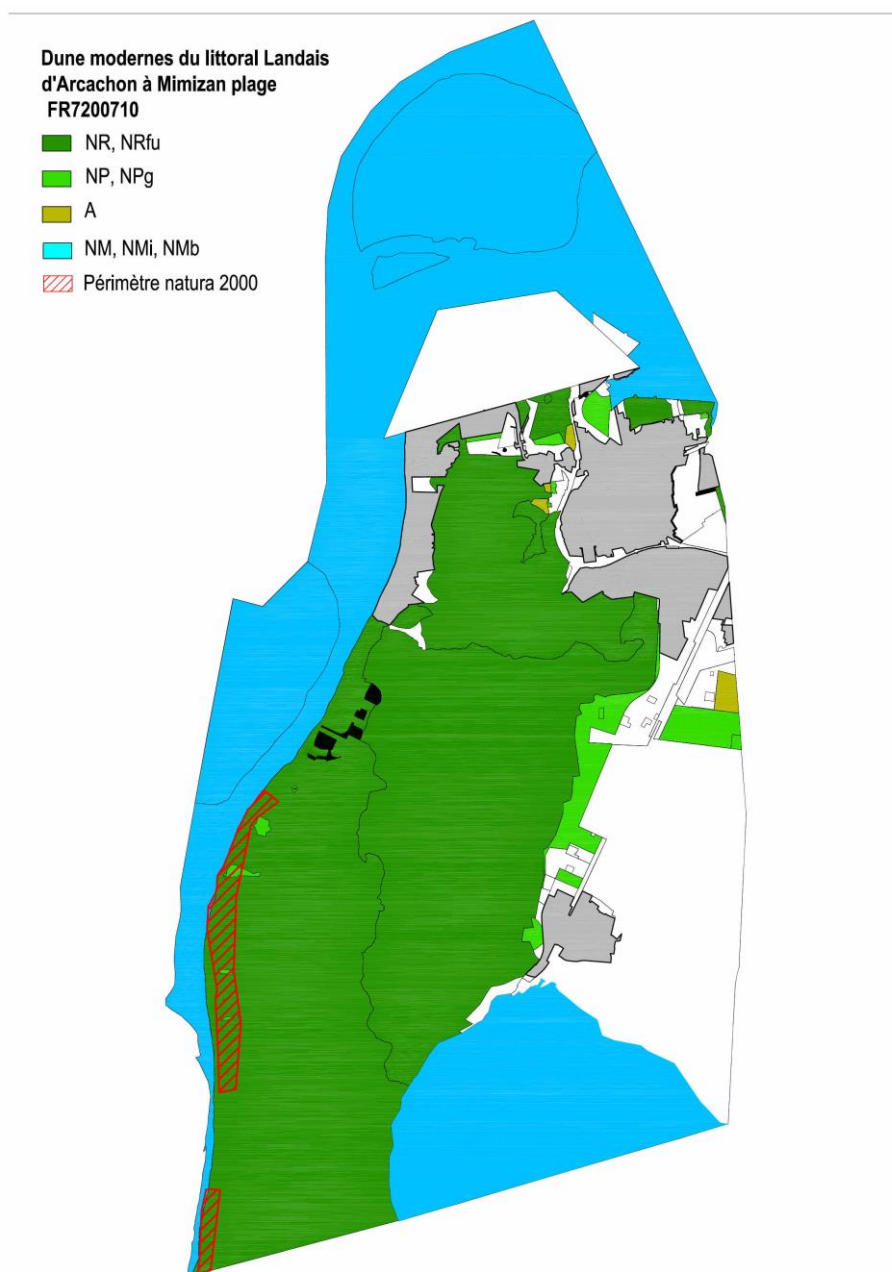 Dune modernes du littoral Landais
d'Arcachon à Mimizan plage
FR7200710
NR, NRfu
NP, NPg
A
NM, NMi, NMb
Périmètre natura 2000